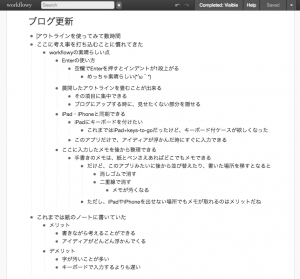 workflowy
Search
Completed: Visible
Help
Saved
ブログ更新
アウトラインを使ってみて数時間
ここに考え事を打ち込むことに慣れてきた
workflowyの素晴らしい点
Enterの使い方
空欄でEnterを押すとインデントが1段上がる
めっちゃ素晴らしい(*´ω｀*)
展開したアウトラインを畳むことが出来る
その項目に集中できる
ブログにアップする時に、見せたくない部分を隠せる
iPad・iPhoneと同期できる
iPadにキーボードを付けたい
これまではiPad+keys-to-goだったけど、キーボード付ケースが欲しくなった
このアプリだけで、アイディアが浮かんだ時にすぐに入力できる
ここに入力したメモを後から整理できる
手書きのメモは、紙とペンさえあればどこでもメモできる
だけど、このアプリみたいに後から並び替えたり、書いた場所を移すとなると
消しゴムで消す
二重線で消す
メモが汚くなる
ただし、iPadやiPhoneを出せない場所でもメモが取れるのはメリットだね
これまでは紙のノートに書いていた
メリット
書きながら考えることができる
アイディアがどんどん浮かんでくる
デメリット
字が汚いことが多い
キーボードで入力するよりも遅い